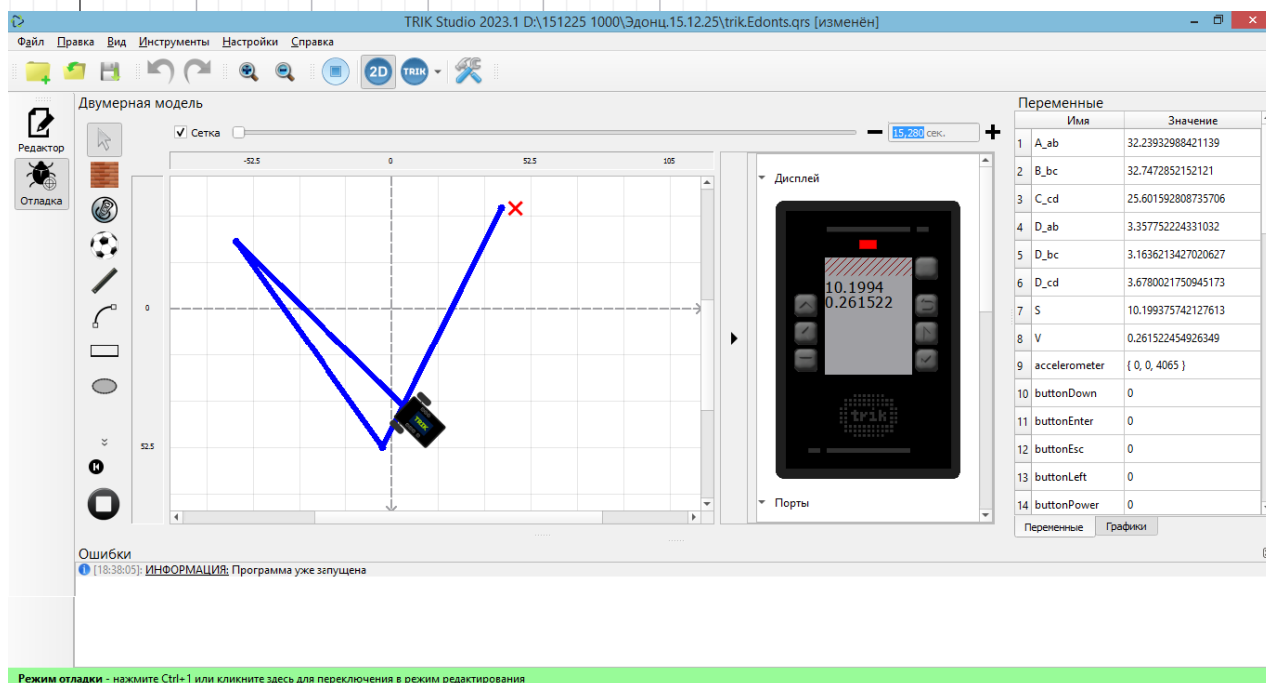 TRIK Studio 2023.1 D:\151225 1000\Эдонц.15.12.25\trik.Edonts.qrs [изменён]
Файл Правка Вид Инструменты Настройки Справка
2D TRIK
Редактор
Отладка
Двумерная модель
Сетка
15,280 сек.
-52.5 0 52.5 105
0
52.5
TRIK
Дисплей
10.1994
0.261522
trik
Порты
Переменные
Имя Значение
1 A_ab 32.23932988421139
2 B_bc 32.7472852152121
3 C_cd 25.601592808735706
4 D_ab 3.357752224331032
5 D_bc 3.1636213427020627
6 D_cd 3.6780021750945173
7 S 10.199375742127613
8 V 0.261522454926349
9 accelerometer { 0, 0, 4065 }
10 buttonDown 0
11 buttonEnter 0
12 buttonEsc 0
13 buttonLeft 0
14 buttonPower 0
Переменные Графики
Ошибки
[18:38:05]: ИНФОРМАЦИЯ: Программа уже запущена
Режим отладки - нажмите Ctrl+1 или кликните здесь для переключения в режим редактирования